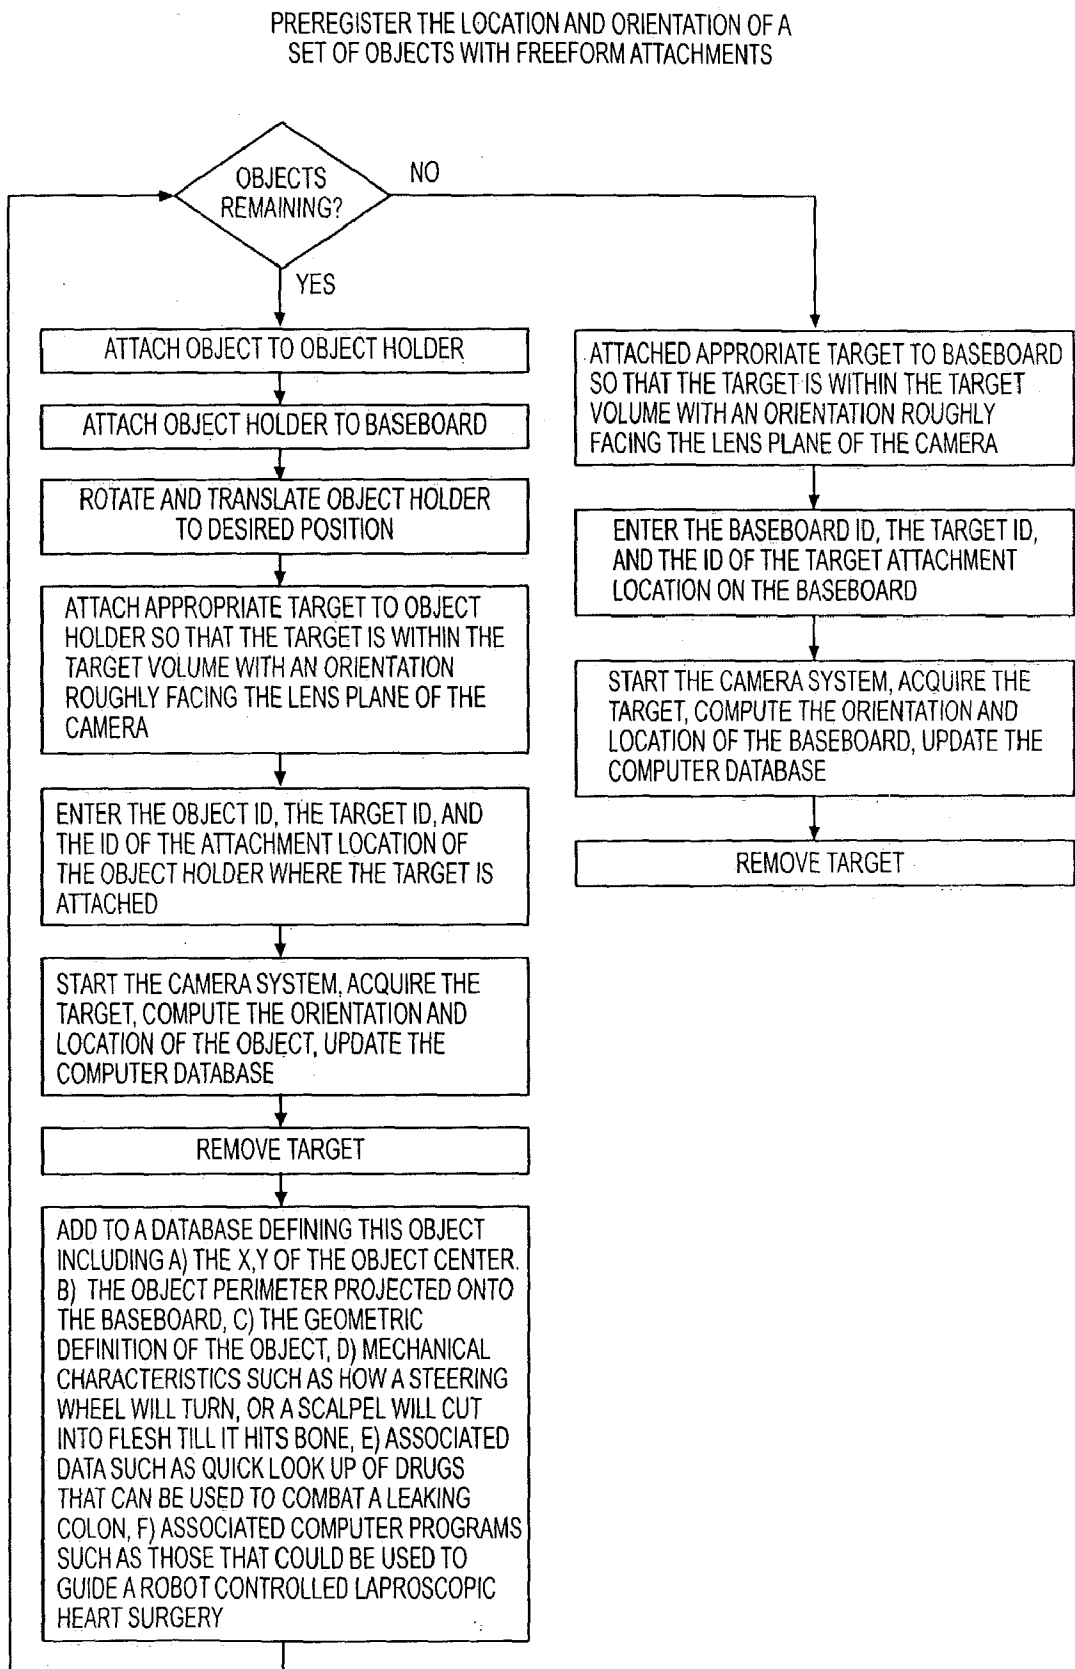 PREREGISTER THE LOCATION AND ORIENTATION OF A
SET OF OBJECTS WITH FREEFORM ATTACHMENTS
OBJECTS
REMAINING?
NO
YES
ATTACH OBJECT TO OBJECT HOLDER
ATTACH OBJECT HOLDER TO BASEBOARD
ROTATE AND TRANSLATE OBJECT HOLDER
TO DESIRED POSITION
ATTACH APPROPRIATE TARGET TO OBJECT
HOLDER SO THAT THE TARGET IS WITHIN THE
TARGET VOLUME WITH AN ORIENTATION
ROUGHLY FACING THE LENS PLANE OF THE
CAMERA
ENTER THE OBJECT ID, THE TARGET ID, AND
THE ID OF THE ATTACHMENT LOCATION OF
THE OBJECT HOLDER WHERE THE TARGET IS
ATTACHED
START THE CAMERA SYSTEM, ACQUIRE THE
TARGET, COMPUTE THE ORIENTATION AND
LOCATION OF THE OBJECT, UPDATE THE
COMPUTER DATABASE
REMOVE TARGET
ADD TO A DATABASE DEFINING THIS OBJECT
INCLUDING A) THE X,Y OF THE OBJECT CENTER.
B) THE OBJECT PERIMETER PROJECTED ONTO
THE BASEBOARD, C) THE GEOMETRIC
DEFINITION OF THE OBJECT, D) MECHANICAL
CHARACTERISTICS SUCH AS HOW A STEERING
WHEEL WILL TURN, OR A SCALPEL WILL CUT
INTO FLESH TILL IT HITS BONE, E) ASSOCIATED
DATA SUCH AS QUICK LOOK UP OF DRUGS
THAT CAN BE USED TO COMBAT A LEAKING
COLON, F) ASSOCIATED COMPUTER PROGRAMS
SUCH AS THOSE THAT COULD BE USED TO
GUIDE A ROBOT CONTROLLED LAPROSCOPIC
HEART SURGERY
ATTACHED APPRORIATE TARGET TO BASEBOARD
SO THAT THE TARGET IS WITHIN THE TARGET
VOLUME WITH AN ORIENTATION ROUGHLY
FACING THE LENS PLANE OF THE CAMERA
ENTER THE BASEBOARD ID, THE TARGET ID,
AND THE ID OF THE TARGET ATTACHMENT
LOCATION ON THE BASEBOARD
START THE CAMERA SYSTEM, ACQUIRE THE
TARGET, COMPUTE THE ORIENTATION AND
LOCATION OF THE BASEBOARD, UPDATE THE
COMPUTER DATABASE
REMOVE TARGET